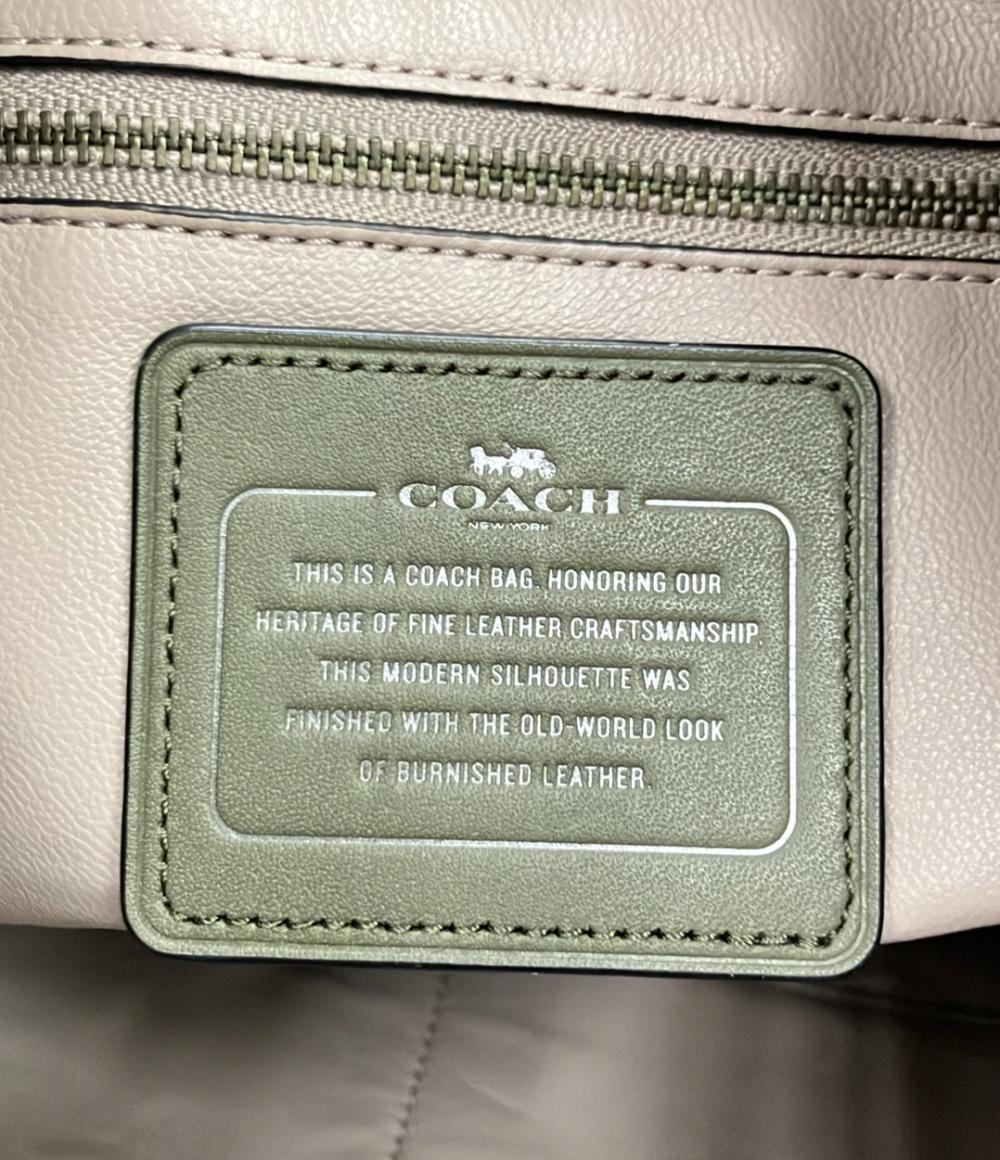 COACH
NEW YORK
THIS IS A COACH BAG. HONORING OUR
HERITAGE OF FINE LEATHER CRAFTSMANSHIP,
THIS MODERN SILHOUETTE WAS
FINISHED WITH THE OLD-WORLD LOOK
OF BURNISHED LEATHER.